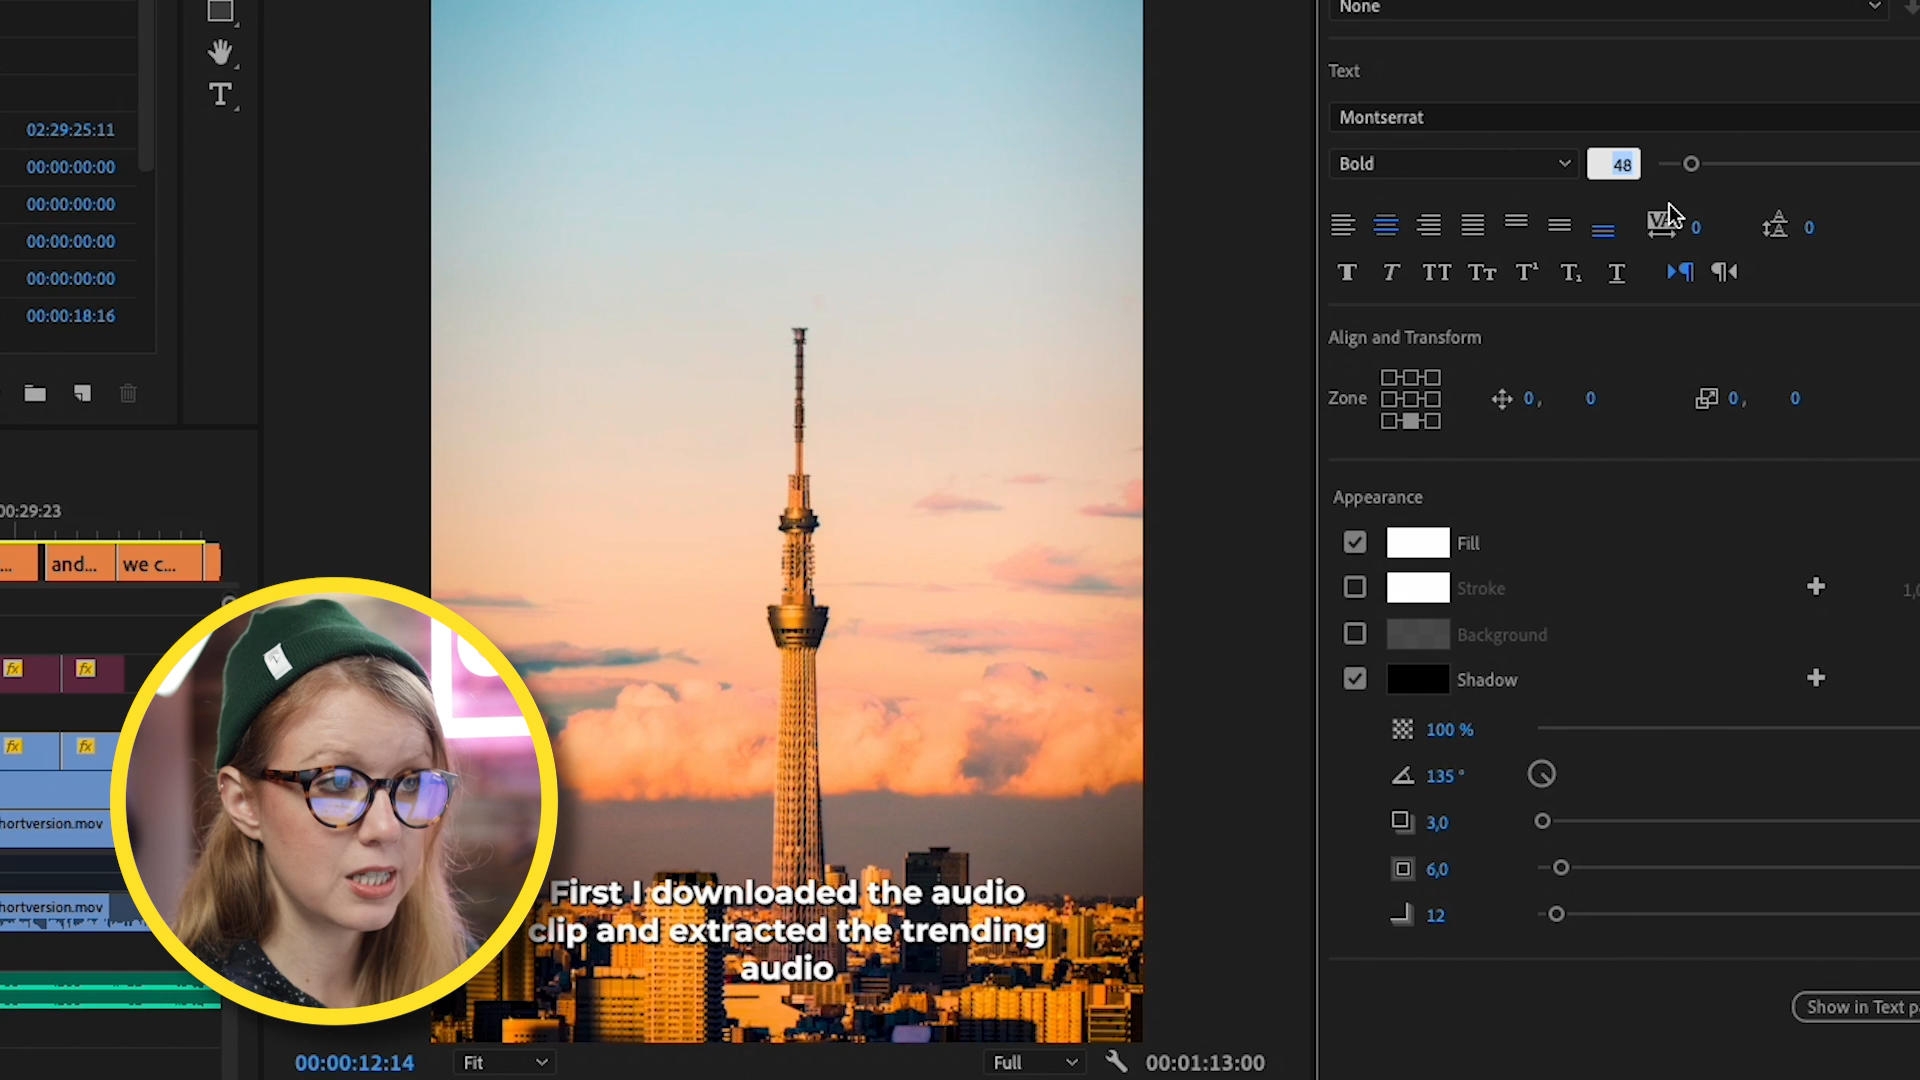 None
Text
Montserrat
Bold
48
0
0
Align and Transform
Zone
0,
0
0,
0
Appearance
Fill
Stroke
Background
Shadow
100 %
135 °
3,0
6,0
12
02:29:25:11
00:00:00:00
00:00:00:00
00:00:00:00
00:00:00:00
00:00:18:16
00:29:23
...
and...
we c...
fx
fx
fx
fx
hortversion.mov
hortversion.mov
First I downloaded the audio
clip and extracted the trending
audio
00:00:12:14
Fit
Full
00:01:13:00
Show in Text p